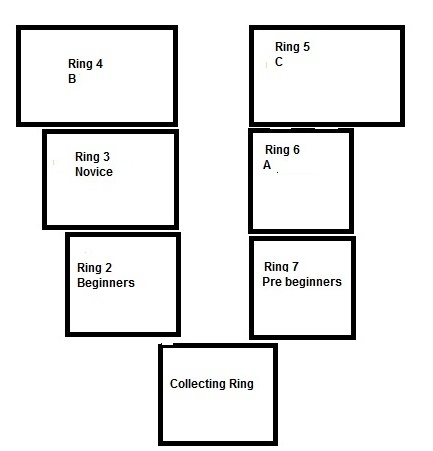 Ring 4
B
Ring 5
C
Ring 3
Novice
Ring 6
A
Ring 2
Beginners
Ring 7
Pre beginners
Collecting Ring